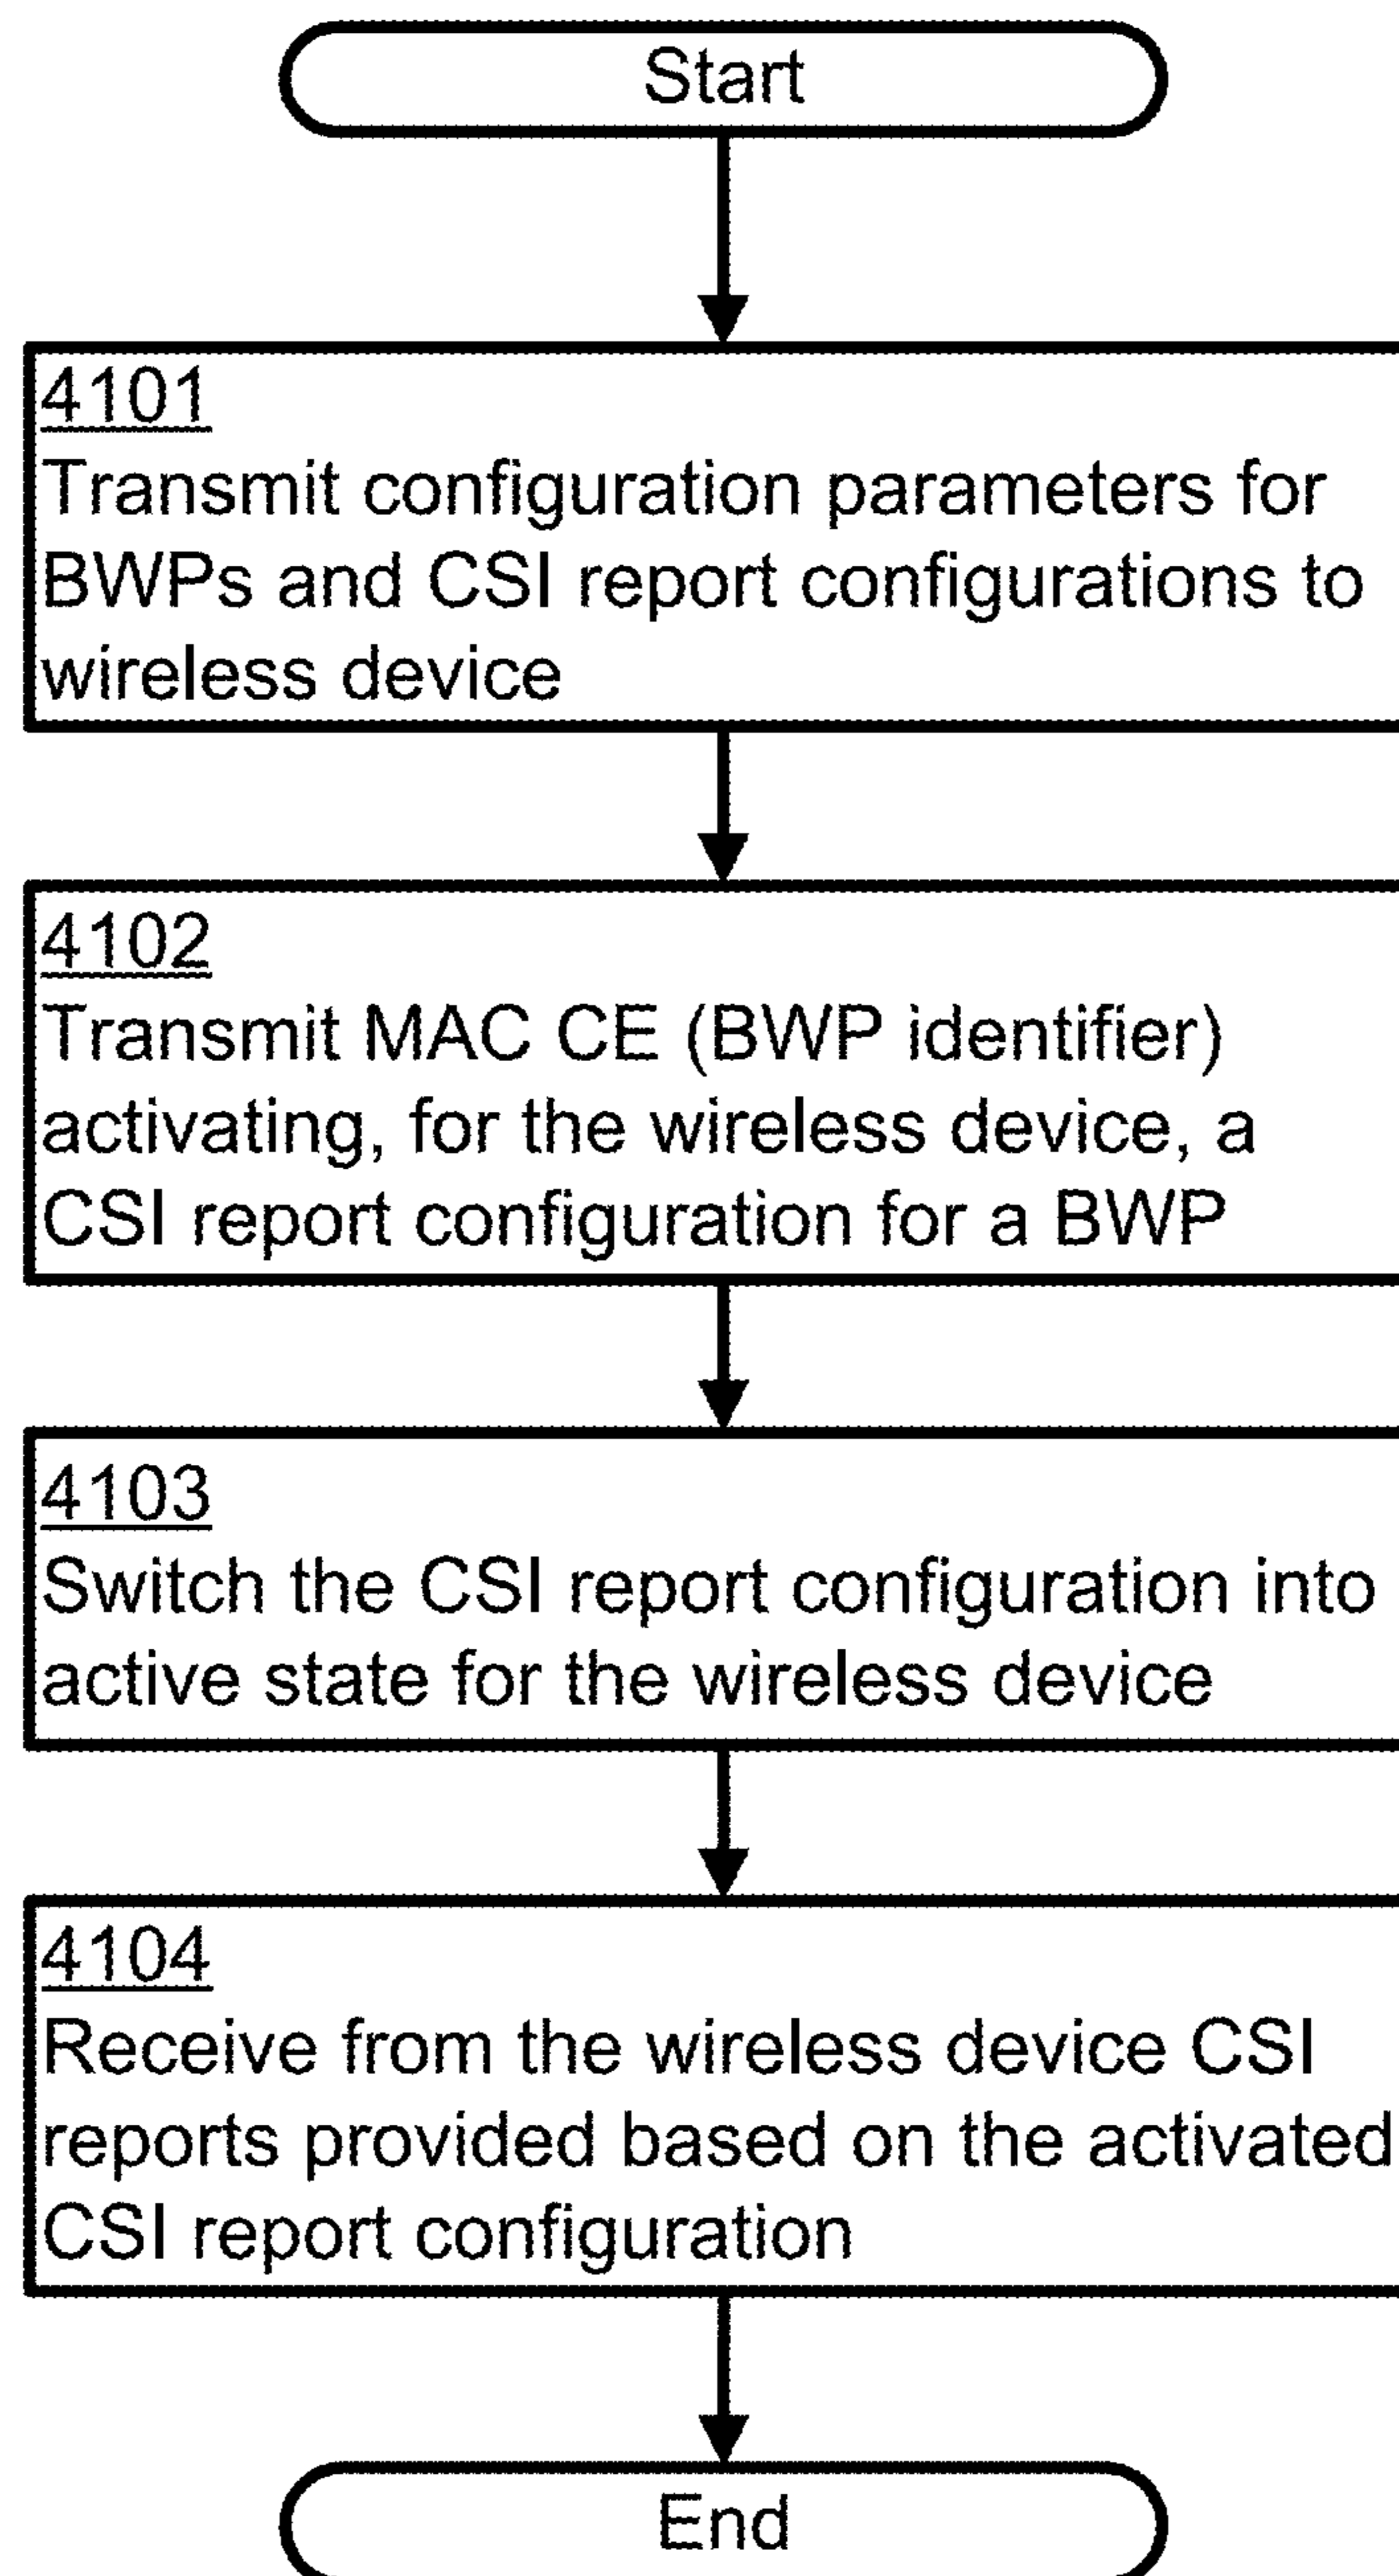 Start
4101
Transmit configuration parameters for
BWPs and CSI report configurations to
wireless device
4102
Transmit MAC CE (BWP identifier)
activating, for the wireless device, a
CSI report configuration for a BWP
4103
Switch the CSI report configuration into
active state for the wireless device
4104
Receive from the wireless device CSI
reports provided based on the activated
CSI report configuration
End